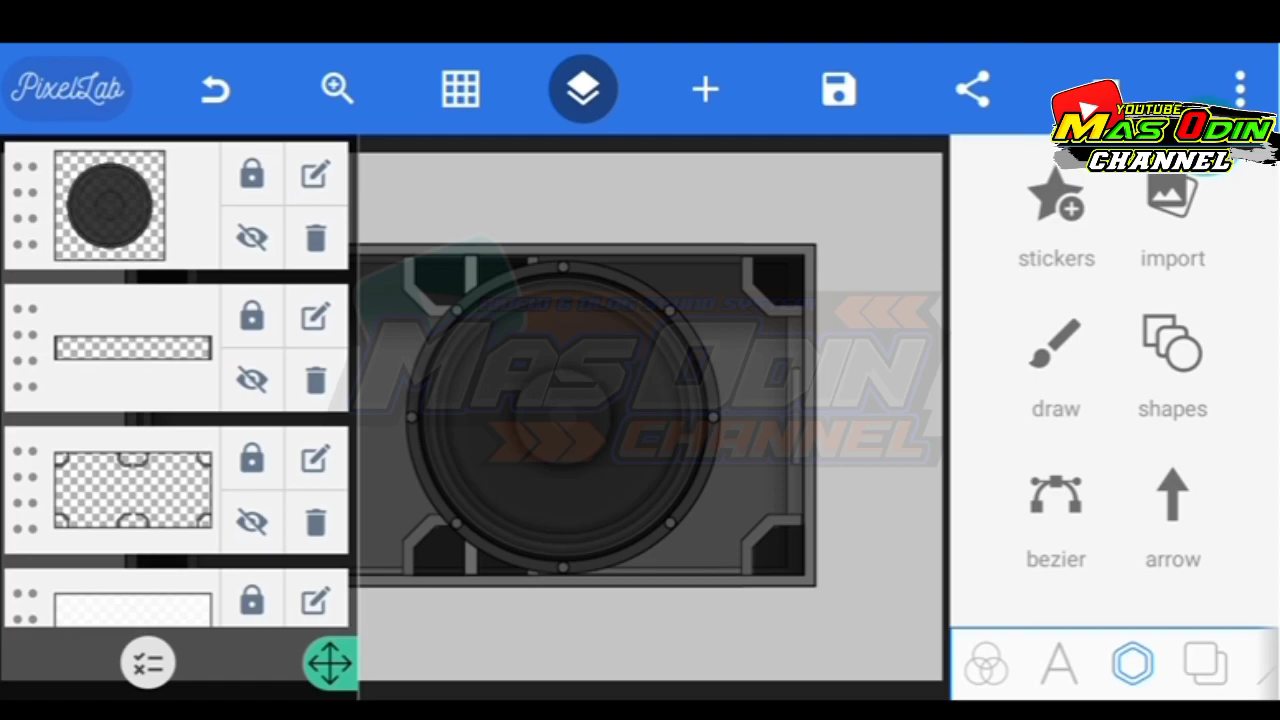 PixelLab
YOUTUBE
MAS ODIN
CHANNEL
stickers
import
MAS ODIN
CHANNEL
draw
shapes
bezier
arrow